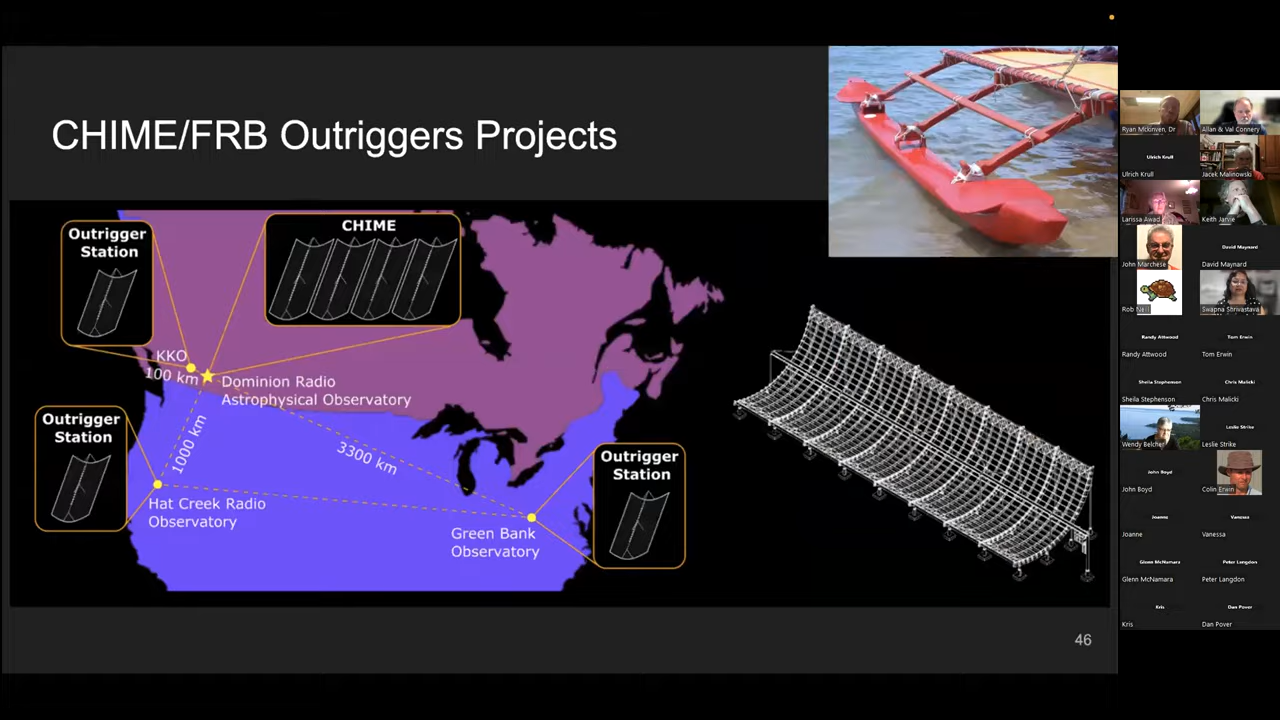 CHIME/FRB Outriggers Projects
Outrigger
Station
CHIME
KKO
100 km
Dominion Radio
Astrophysical Observatory
Outrigger
Station
1000 km
3300 km
Hat Creek Radio
Observatory
Green Bank
Observatory
Outrigger
Station
46
Ryan Mckinven, Dr
Allan & Val Connery
Ulrich Krull
Ulrich Krull
Jacek Malinowski
Larissa Awad
Keith Jarvie
John Marchese
David Maynard
David Maynard
Rob Neill
Swapna Shrivastava
Randy Attwood
Tom Erwin
Randy Attwood
Tom Erwin
Sheila Stephenson
Chris Malicki
Sheila Stephenson
Chris Malicki
Wendy Belcher
Leslie Strike
Leslie Strike
John Boyd
John Boyd
Colin Erwin
Joanne
Vanessa
Joanne
Vanessa
Glenn McNamara
Peter Langdon
Glenn McNamara
Peter Langdon
Kris
Dan Pover
Kris
Dan Pover